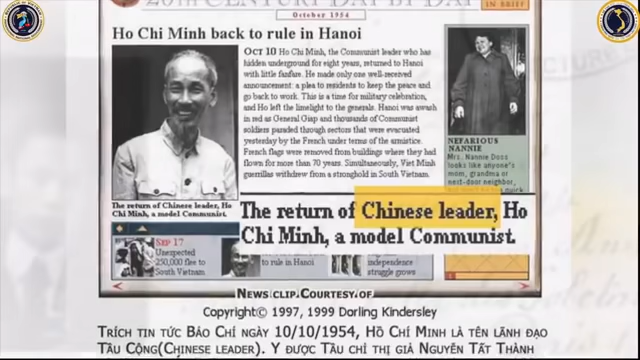 20TH CENTURY DAY BY DAY
IN BRIEF
October 1954
Ho Chi Minh back to rule in Hanoi
OCT 10 Ho Chi Minh, the Communist leader who has
hidden underground for eight years, returned to Hanoi
with little fanfare. He made only one well-received
announcement: a plea to residents to keep the peace and
go back to work. This is a time for military celebration,
and Ho left the limelight to the generals. Hanoi was awash
in red as General Giap and thousands of Communist
soldiers paraded through sectors that were evacuated
yesterday by the French under terms of the armistice.
French flags were removed from buildings where they had
flown for more than 70 years. Simultaneously, Viet Minh
guerrillas withdrew from a stronghold in South Vietnam.
NEFARIOUS
NANNIE
Mrs. Nannie Doss
looks like anyone's
mom, grandma or
next-door neighbor,
The return of Chinese leader, Ho
Chi Minh, a model Communist.
The return of Chinese leader, Ho
Chi Minh, a model Communist.
SEP 17
Unexpected
250,000 flee to
South Vietnam
to rule in Hanoi
independence
struggle grows
NEWS CLIP COURTESY OF
Copyright© 1997, 1999 Dorling Kindersley
TRÍCH TIN TỨC BÁO CHÍ NGÀY 10/10/1954, HỒ CHÍ MINH LÀ TÊN LÃNH ĐẠO
TẦU CỘNG(CHINESE LEADER). Y ĐƯỢC TẦU CHỈ THỊ GIẢ NGUYỄN TẤT THÀNH